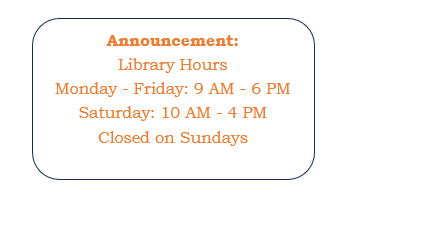 Announcement:
Library Hours
Monday - Friday: 9 AM - 6 PM
Saturday: 10 AM - 4 PM
Closed on Sundays